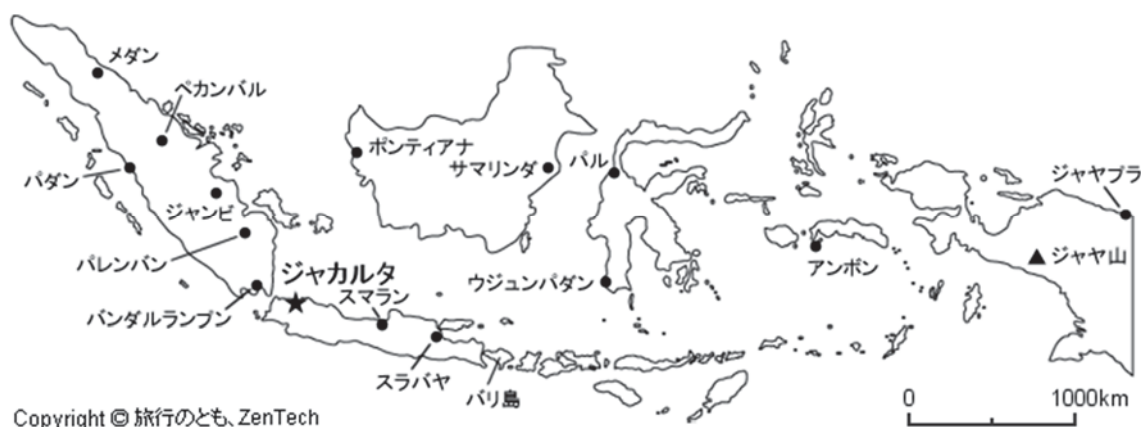 メダン
ペカンバル
パダン
ジャンビ
パレンバン
バンダルランプン
ジャカルタ
スマラン
スラバヤ
バリ島
ポンティアナ
サマリンダ
パル
ウジュンパダン
アンボン
ジャヤプラ
ジャヤ山
0 1000km
Copyright © 旅行のとも、ZenTech